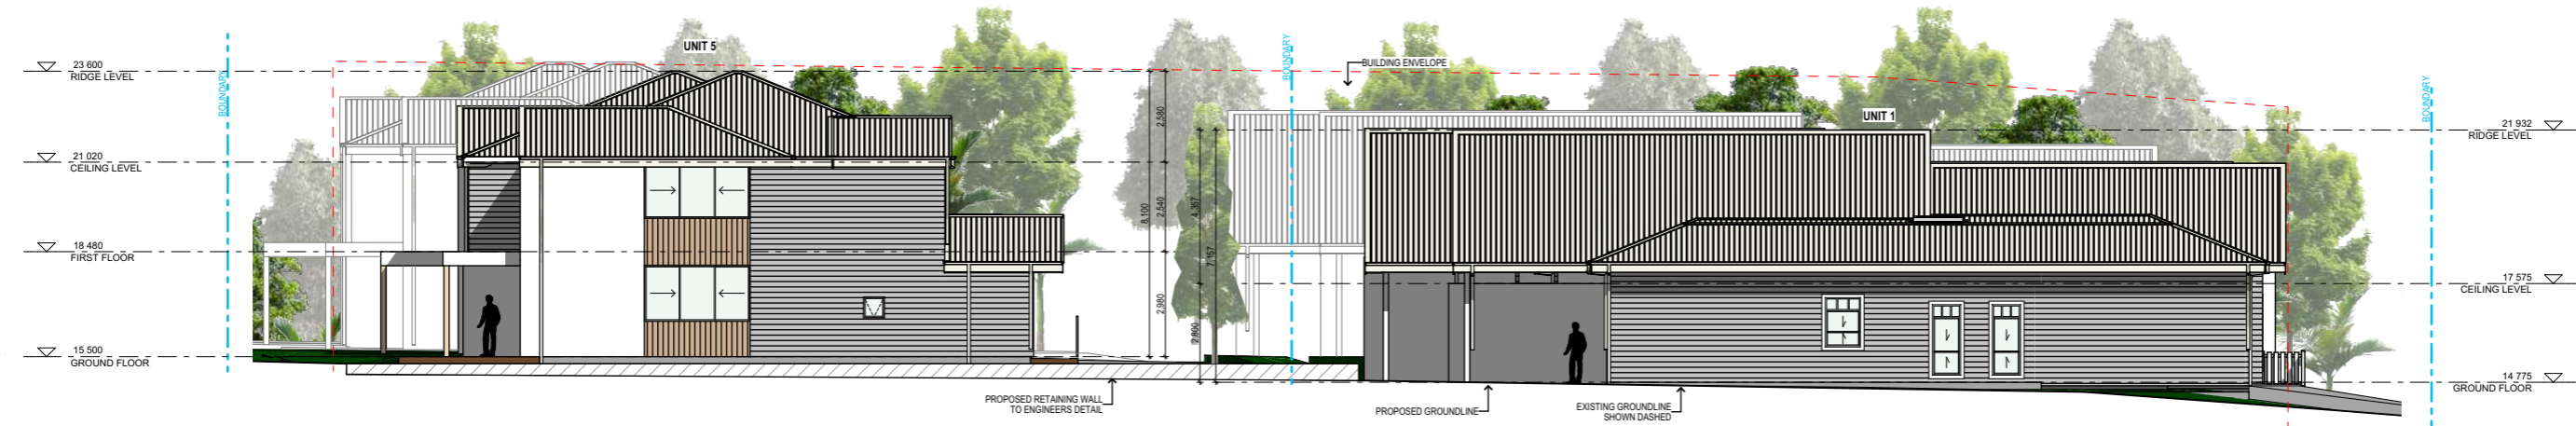 UNIT 5
23 600
RIDGE LEVEL
BOUNDARY
21 020
CEILING LEVEL
18 480
FIRST FLOOR
15 500
GROUND FLOOR
2,580
8,100
2,540
2,980
4,357
7,157
2,800
BOUNDARY
BUILDING ENVELOPE
UNIT 1
BOUNDARY
21 932
RIDGE LEVEL
17 575
CEILING LEVEL
14 775
GROUND FLOOR
PROPOSED RETAINING WALL
TO ENGINEERS DETAIL
PROPOSED GROUNDLINE
EXISTING GROUNDLINE
SHOWN DASHED